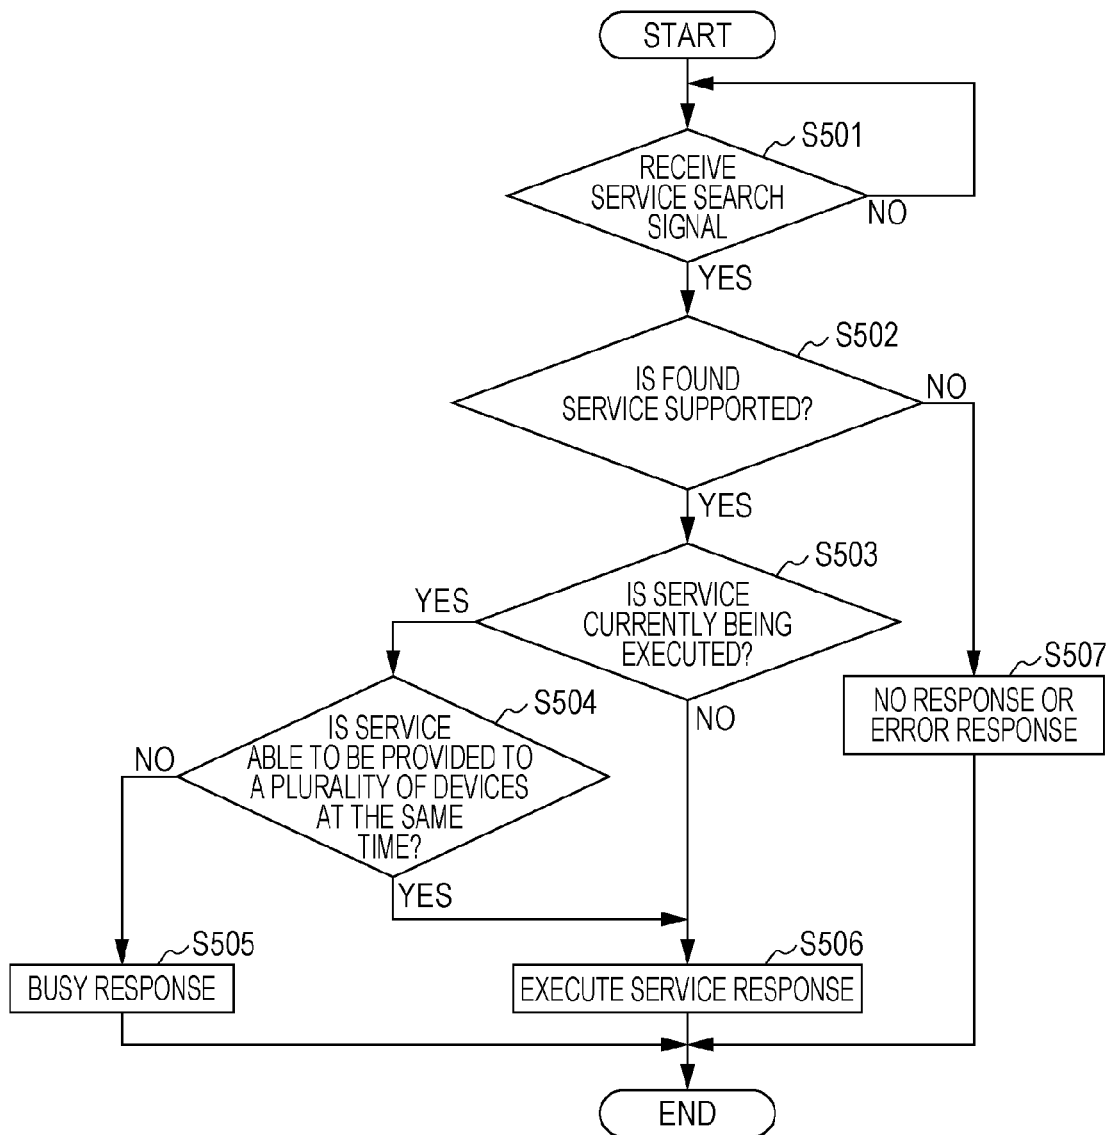 START
S501
RECEIVE
SERVICE SEARCH
SIGNAL
NO
YES
S502
IS FOUND
SERVICE SUPPORTED?
NO
YES
S503
IS SERVICE
CURRENTLY BEING
EXECUTED?
YES
NO
S507
NO RESPONSE OR
ERROR RESPONSE
S504
IS SERVICE
ABLE TO BE PROVIDED TO
A PLURALITY OF DEVICES
AT THE SAME
TIME?
NO
YES
S505
BUSY RESPONSE
S506
EXECUTE SERVICE RESPONSE
END